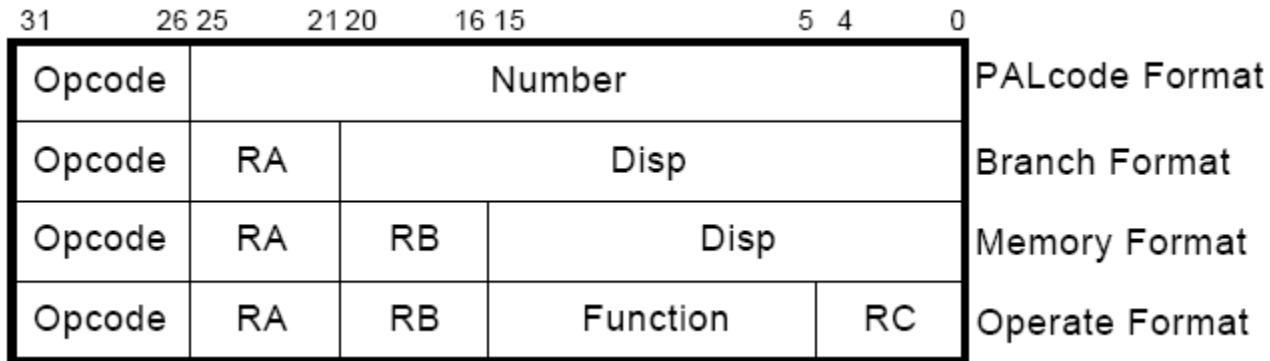 31 26 25 21 20 16 15 5 4 0
Opcode Number PALcode Format
Opcode RA Disp Branch Format
Opcode RA RB Disp Memory Format
Opcode RA RB Function RC Operate Format